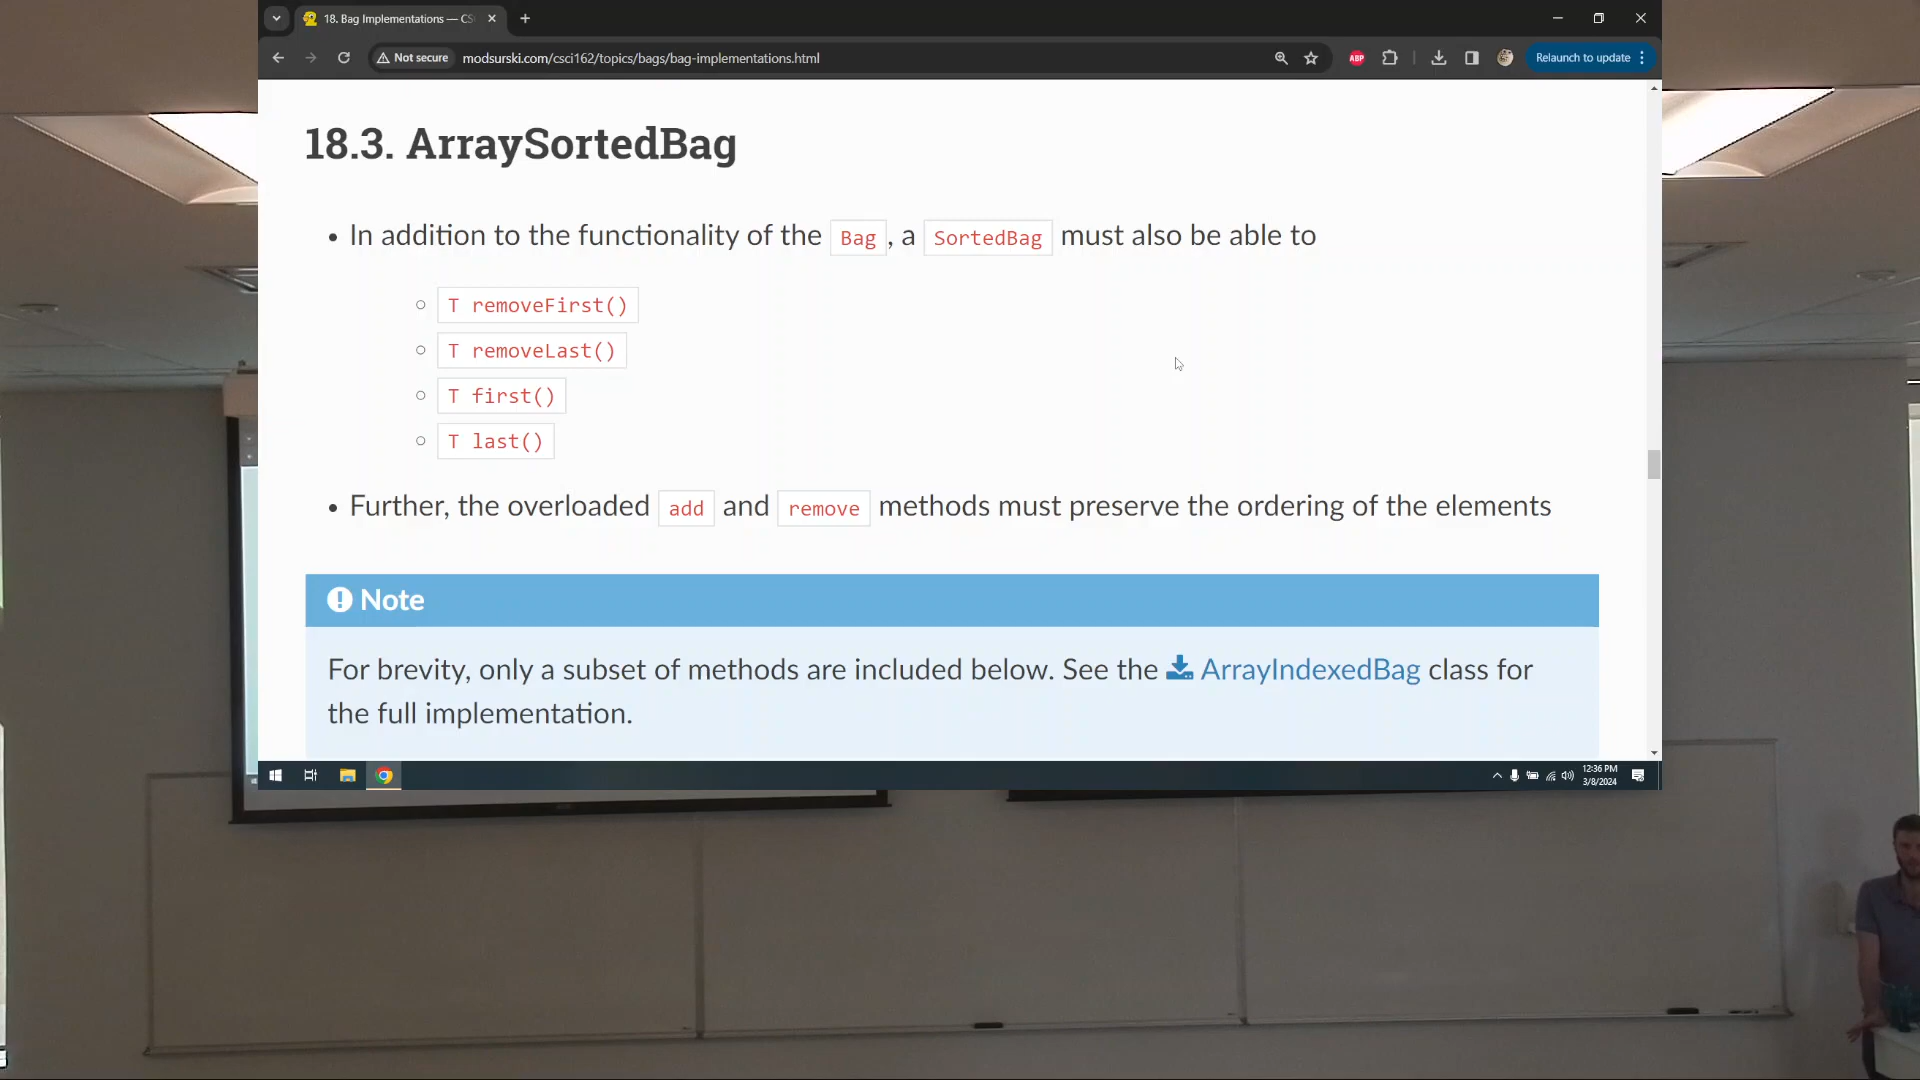 18. Bag Implementations — CS
Not secure
modsurski.com/csci162/topics/bags/bag-implementations.html
ABP
Relaunch to update
18.3. ArraySortedBag
• In addition to the functionality of the Bag, a SortedBag must also be able to
○ T removeFirst()
○ T removeLast()
○ T first()
○ T last()
• Further, the overloaded add and remove methods must preserve the ordering of the elements
Note
For brevity, only a subset of methods are included below. See the ArrayIndexedBag class for
the full implementation.
12:36 PM
3/8/2024